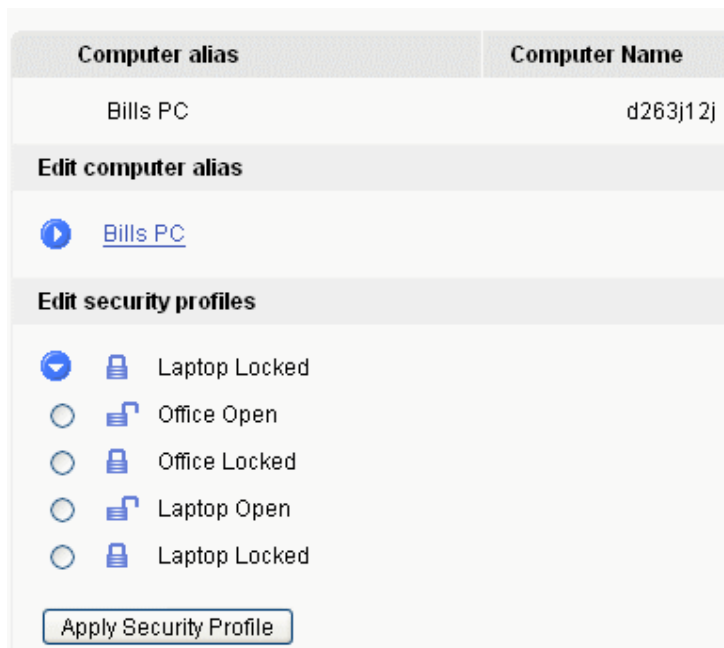 Computer alias Computer Name
Bills PC d263j12j
Edit computer alias
Bills PC
Edit security profiles
Laptop Locked
Office Open
Office Locked
Laptop Open
Laptop Locked
Apply Security Profile